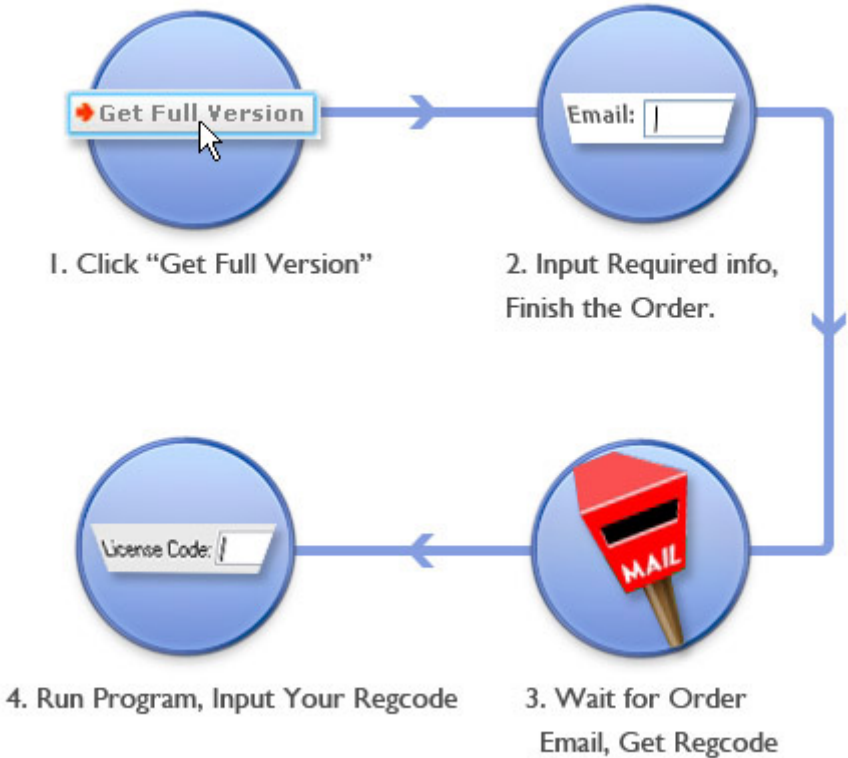 Get Full Version
Email:
1. Click “Get Full Version”
2. Input Required info,
Finish the Order.
MAIL
3. Wait for Order
Email, Get Regcode
License Code:
4. Run Program, Input Your Regcode